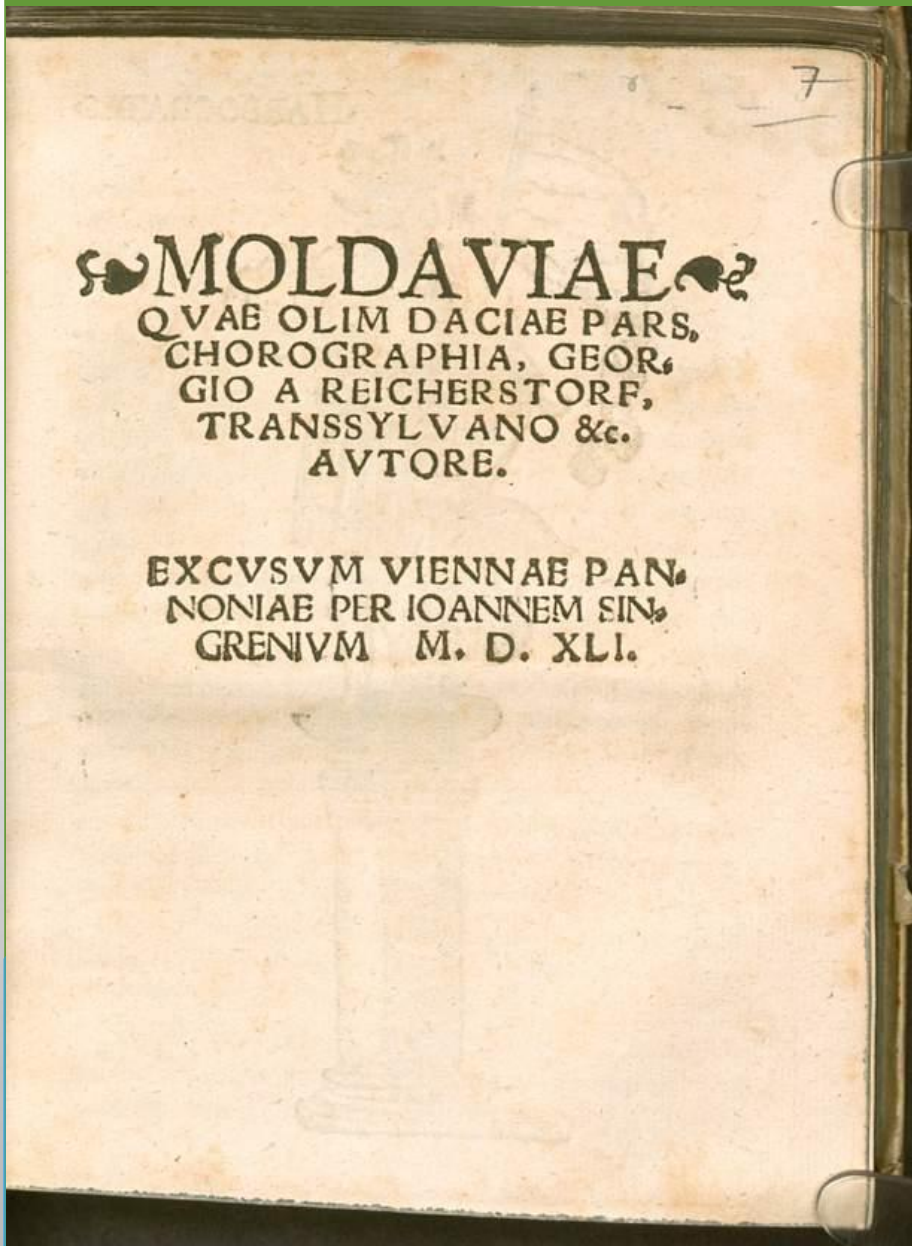 7
MOLDAVIAE
QVAE OLIM DACIAE PARS,
CHOROGRAPHIA, GEOR,
GIO A REICHERSTORF,
TRANSSYLVANO &c.
AVTORE.
EXCVSVM VIENNAE PAN,
NONIAE PER IOANNEM SIN,
GRENIVM M. D. XLI.